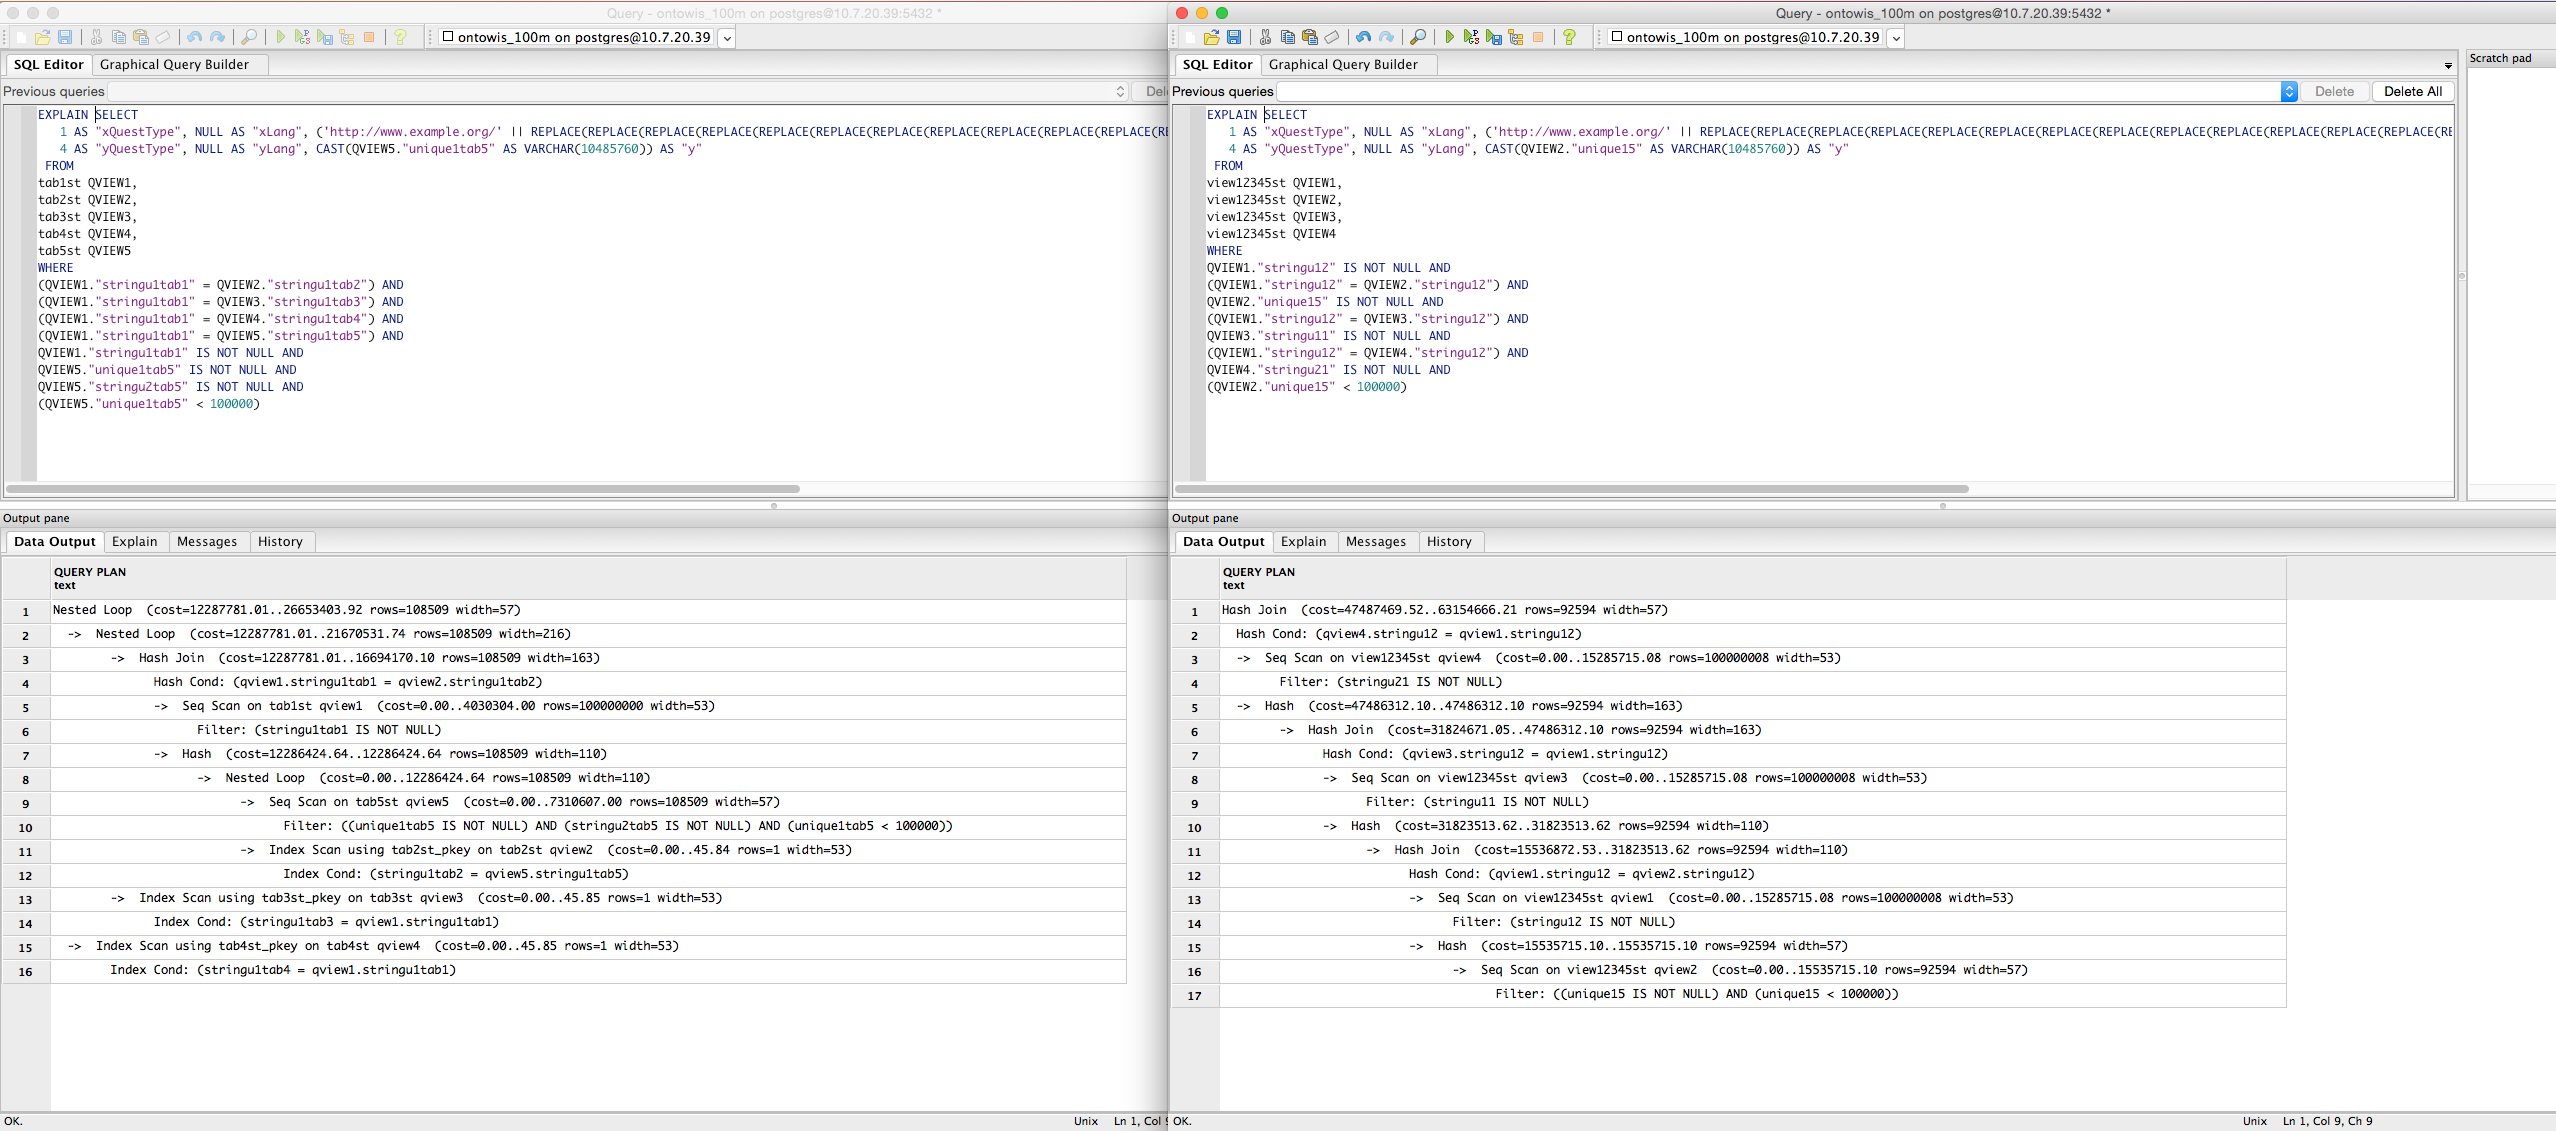 Query - ontowis_100m on postgres@10.7.20.39:5432 *
ontowis_100m on postgres@10.7.20.39
SQL Editor
Graphical Query Builder
Previous queries
EXPLAIN SELECT
1 AS "xQuestType", NULL AS "xLang", ('http://www.example.org/' || REPLACE(REPLACE(REPLACE(REPLACE(REPLACE(REPLACE(REPLACE(REPLACE(REPLACE(REPLACE(REPLACE(RE
4 AS "yQuestType", NULL AS "yLang", CAST(QVIEW5."unique1tab5" AS VARCHAR(10485760)) AS "y"
FROM
tab1st QVIEW1,
tab2st QVIEW2,
tab3st QVIEW3,
tab4st QVIEW4,
tab5st QVIEW5
WHERE
(QVIEW1."stringu1tab1" = QVIEW2."stringu1tab2") AND
(QVIEW1."stringu1tab1" = QVIEW3."stringu1tab3") AND
(QVIEW1."stringu1tab1" = QVIEW4."stringu1tab4") AND
(QVIEW1."stringu1tab1" = QVIEW5."stringu1tab5") AND
QVIEW1."stringu1tab1" IS NOT NULL AND
QVIEW5."unique1tab5" IS NOT NULL AND
QVIEW5."stringu2tab5" IS NOT NULL AND
(QVIEW5."unique1tab5" < 100000)
Output pane
Data Output
Explain
Messages
History
QUERY PLAN
text
1 Nested Loop (cost=12287781.01..26653403.92 rows=108509 width=57)
2 -> Nested Loop (cost=12287781.01..21670531.74 rows=108509 width=216)
3 -> Hash Join (cost=12287781.01..16694170.10 rows=108509 width=163)
4 Hash Cond: (qview1.stringu1tab1 = qview2.stringu1tab2)
5 -> Seq Scan on tab1st qview1 (cost=0.00..4030304.00 rows=100000000 width=53)
6 Filter: (stringu1tab1 IS NOT NULL)
7 -> Hash (cost=12286424.64..12286424.64 rows=108509 width=110)
8 -> Nested Loop (cost=0.00..12286424.64 rows=108509 width=110)
9 -> Seq Scan on tab5st qview5 (cost=0.00..7310607.00 rows=108509 width=57)
10 Filter: ((unique1tab5 IS NOT NULL) AND (stringu2tab5 IS NOT NULL) AND (unique1tab5 < 100000))
11 -> Index Scan using tab2st_pkey on tab2st qview2 (cost=0.00..45.84 rows=1 width=53)
12 Index Cond: (stringu1tab2 = qview5.stringu1tab5)
13 -> Index Scan using tab3st_pkey on tab3st qview3 (cost=0.00..45.85 rows=1 width=53)
14 Index Cond: (stringu1tab3 = qview1.stringu1tab1)
15 -> Index Scan using tab4st_pkey on tab4st qview4 (cost=0.00..45.85 rows=1 width=53)
16 Index Cond: (stringu1tab4 = qview1.stringu1tab1)
OK.
Unix
Ln 1, Col
Query - ontowis_100m on postgres@10.7.20.39:5432 *
ontowis_100m on postgres@10.7.20.39
SQL Editor
Graphical Query Builder
Scratch pad
Previous queries
Delete
Delete All
EXPLAIN SELECT
1 AS "xQuestType", NULL AS "xLang", ('http://www.example.org/' || REPLACE(REPLACE(REPLACE(REPLACE(REPLACE(REPLACE(REPLACE(REPLACE(REPLACE(REPLACE(REPLACE(REPLACE(REPLACE(RE
4 AS "yQuestType", NULL AS "yLang", CAST(QVIEW2."unique15" AS VARCHAR(10485760)) AS "y"
FROM
view12345st QVIEW1,
view12345st QVIEW2,
view12345st QVIEW3,
view12345st QVIEW4
WHERE
QVIEW1."stringu12" IS NOT NULL AND
(QVIEW1."stringu12" = QVIEW2."stringu12") AND
QVIEW2."unique15" IS NOT NULL AND
(QVIEW1."stringu12" = QVIEW3."stringu12") AND
QVIEW3."stringu11" IS NOT NULL AND
(QVIEW1."stringu12" = QVIEW4."stringu12") AND
QVIEW4."stringu21" IS NOT NULL AND
(QVIEW2."unique15" < 100000)
Output pane
Data Output
Explain
Messages
History
QUERY PLAN
text
1 Hash Join (cost=47487469.52..63154666.21 rows=92594 width=57)
2 Hash Cond: (qview4.stringu12 = qview1.stringu12)
3 -> Seq Scan on view12345st qview4 (cost=0.00..15285715.08 rows=100000008 width=53)
4 Filter: (stringu21 IS NOT NULL)
5 -> Hash (cost=47486312.10..47486312.10 rows=92594 width=163)
6 -> Hash Join (cost=31824671.05..47486312.10 rows=92594 width=163)
7 Hash Cond: (qview3.stringu12 = qview1.stringu12)
8 -> Seq Scan on view12345st qview3 (cost=0.00..15285715.08 rows=100000008 width=53)
9 Filter: (stringu11 IS NOT NULL)
10 -> Hash (cost=31823513.62..31823513.62 rows=92594 width=110)
11 -> Hash Join (cost=15536872.53..31823513.62 rows=92594 width=110)
12 Hash Cond: (qview1.stringu12 = qview2.stringu12)
13 -> Seq Scan on view12345st qview1 (cost=0.00..15285715.08 rows=100000008 width=53)
14 Filter: (stringu12 IS NOT NULL)
15 -> Hash (cost=15535715.10..15535715.10 rows=92594 width=57)
16 -> Seq Scan on view12345st qview2 (cost=0.00..15535715.10 rows=92594 width=57)
17 Filter: ((unique15 IS NOT NULL) AND (unique15 < 100000))
OK.
Unix
Ln 1, Col 9, Ch 9